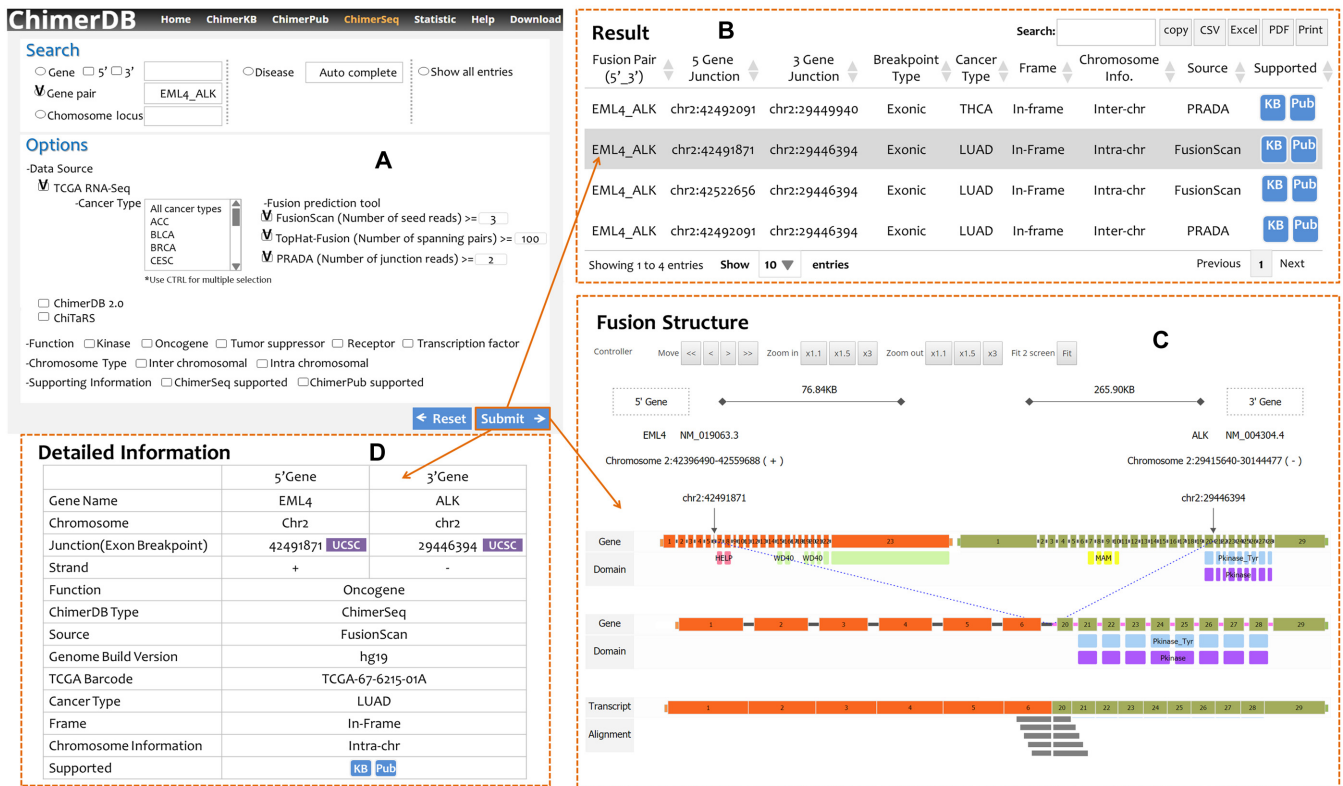 ChimerDB Home ChimerKB ChimerPub ChimerSeq Statistic Help Download
Search
Gene 5’ 3’
Disease Auto complete
Show all entries
Gene pair EML4_ALK
Chomosome locus
Options
A
-Data Source
TCGA RNA-Seq
-Cancer Type
All cancer types
ACC
BLCA
BRCA
CESC
*Use CTRL for multiple selection
-Fusion prediction tool
FusionScan (Number of seed reads) >= 3
TopHat-Fusion (Number of spanning pairs) >= 100
PRADA (Number of junction reads) >= 2
ChimerDB 2.0
ChiTaRS
-Function Kinase Oncogene Tumor suppressor Receptor Transcription factor
-Chromosome Type Inter chromosomal Intra chromosomal
-Supporting Information ChimerSeq supported ChimerPub supported
Reset Submit
Result B Search: copy CSV Excel PDF Print
Fusion Pair (5’_3’) 5 Gene Junction 3 Gene Junction Breakpoint Type Cancer Type Frame Chromosome Info. Source Supported
EML4_ALK chr2:42492091 chr2:29449940 Exonic THCA In-frame Inter-chr PRADA KB Pub
EML4_ALK chr2:42491871 chr2:29446394 Exonic LUAD In-Frame Intra-chr FusionScan KB Pub
EML4_ALK chr2:42522656 chr2:29446394 Exonic LUAD In-Frame Intra-chr FusionScan KB Pub
EML4_ALK chr2:42492091 chr2:29446394 Exonic LUAD In-Frame Intra-chr PRADA KB Pub
Showing 1 to 4 entries Show 10 entries Previous 1 Next
Fusion Structure C
Controller Move << < > >> Zoom in x1.1 x1.5 x3 Zoom out x1.1 x1.5 x3 Fit 2 screen Fit
5' Gene 76.84KB 265.90KB 3' Gene
EML4 NM_019063.3 ALK NM_004304.4
Chromosome 2:42396490-42559688 ( + ) Chromosome 2:29415640-30144477 ( - )
chr2:42491871 chr2:29446394
Gene 1 2 3 4 5 23 1 29
Domain HELP WD40 WD40 MAM Pkinase_Tyr
Pkinase
Gene 1 2 3 4 5 6 20 21 22 23 24 25 26 27 28 29
Domain Pkinase_Tyr
Pkinase
Transcript 1 2 3 4 5 6 20 21 22 23 24 25 26 27 28 29
Alignment
Detailed Information D
5’Gene 3’Gene
Gene Name EML4 ALK
Chromosome Chr2 chr2
Junction(Exon Breakpoint) 42491871 UCSC 29446394 UCSC
Strand + -
Function Oncogene
ChimerDB Type ChimerSeq
Source FusionScan
Genome Build Version hg19
TCGA Barcode TCGA-67-6215-01A
Cancer Type LUAD
Frame In-Frame
Chromosome Information Intra-chr
Supported KB Pub